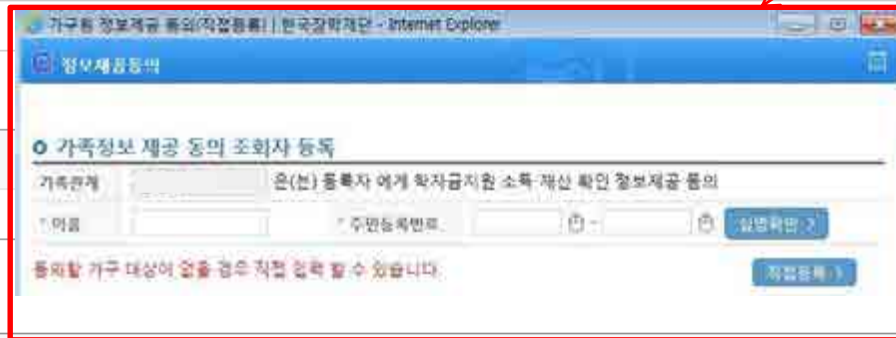 가구원 정보제공 동의(직접등록) | 한국장학재단 - Internet Explorer
정보제공동의
가족정보 제공 동의 조회자 등록
가족관계 은(는) 등록자 에게 학자금지원 소득 재산 확인 정보제공 동의
* 이름 * 주민등록번호 - 실명확인 >
동의할 가구 대상이 없을 경우 직접 입력 할 수 있습니다.
직접등록 >